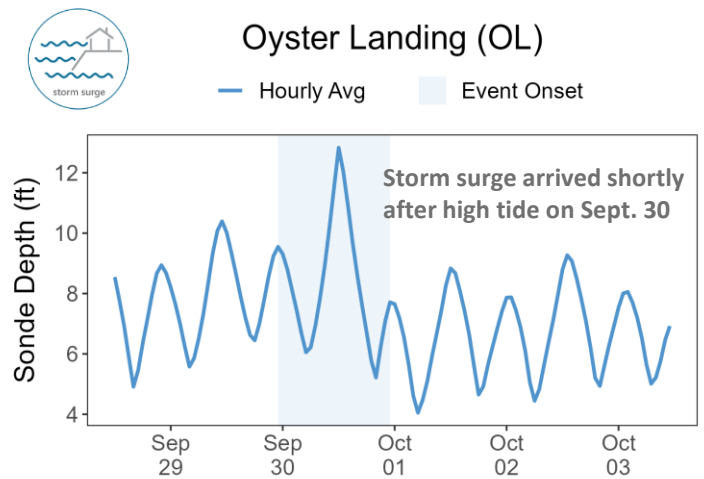 storm surge
Oyster Landing (OL)
Hourly Avg
Event Onset
Sonde Depth (ft)
12
10
8
6
4
Storm surge arrived shortly
after high tide on Sept. 30
Sep
29
Sep
30
Oct
01
Oct
02
Oct
03